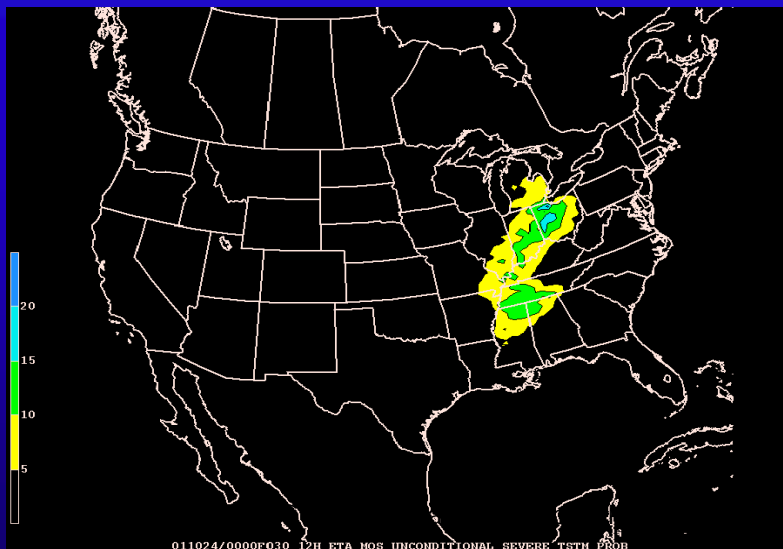 20
15
10
5
011024/0000F030 12H ETA MOS UNCONDITIONAL SEVERE TSTM PROB